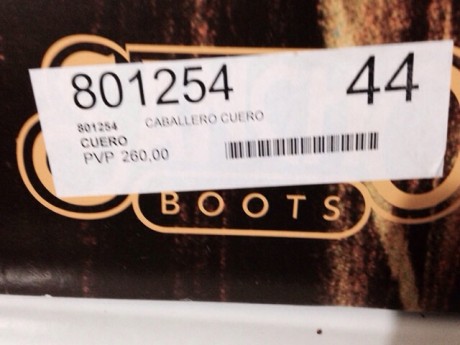 801254 44
801254 CABALLERO CUERO
CUERO
PVP 260,00
BOOTS